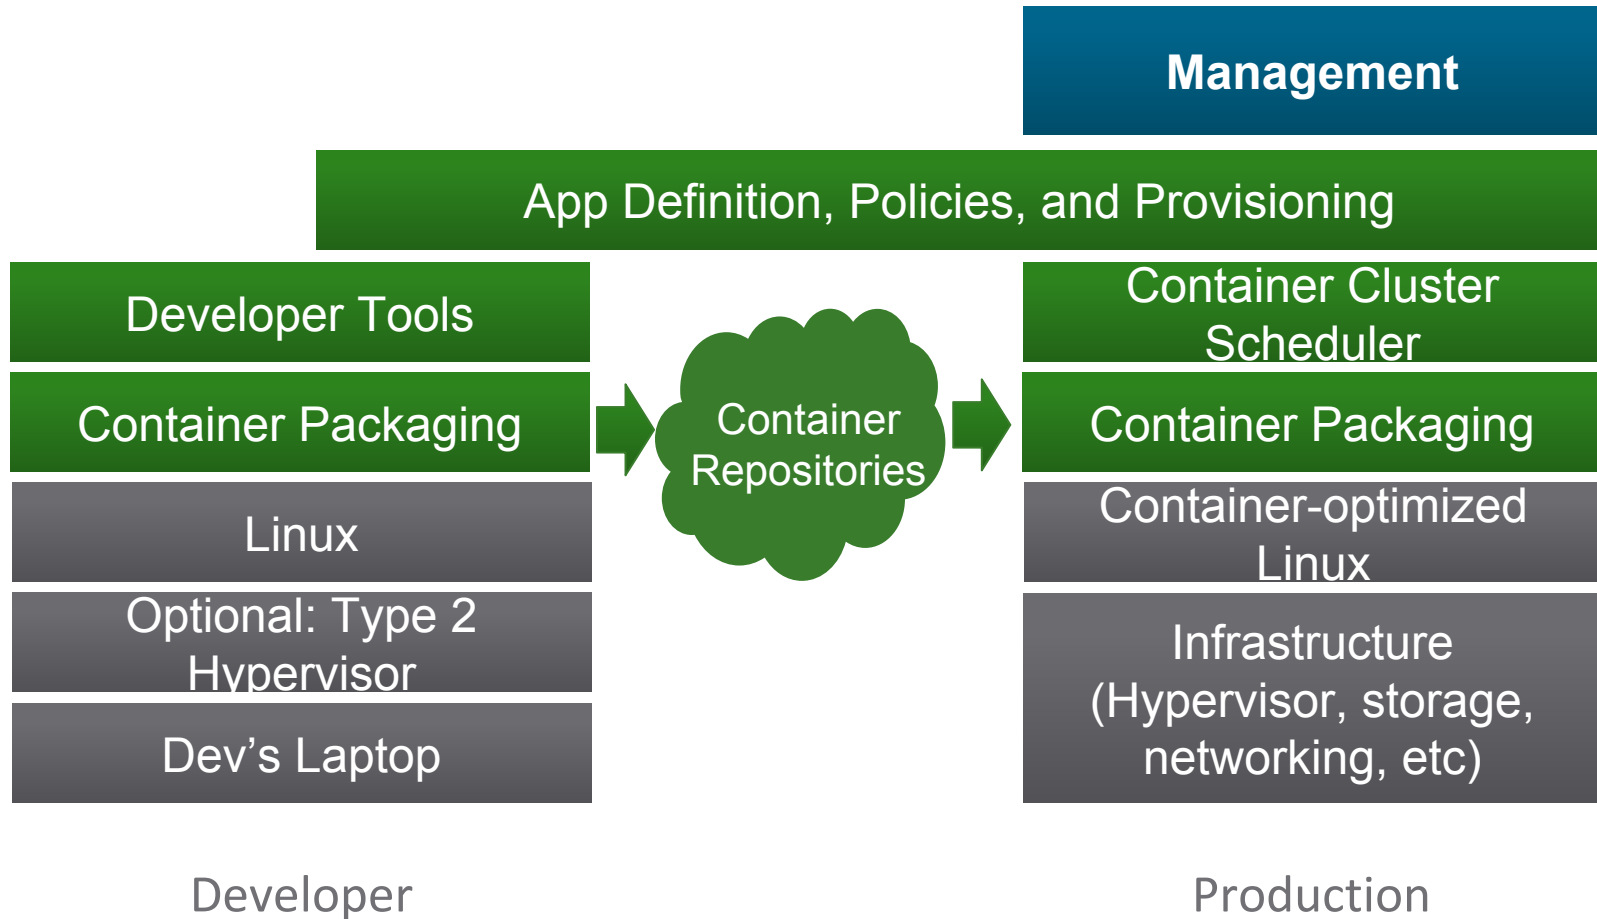 Management
App Definition, Policies, and Provisioning
Developer Tools
Container Packaging
Linux
Optional: Type 2
Hypervisor
Dev’s Laptop
Container
Repositories
Container Cluster
Scheduler
Container Packaging
Container-optimized
Linux
Infrastructure
(Hypervisor, storage,
networking, etc)
Developer
Production